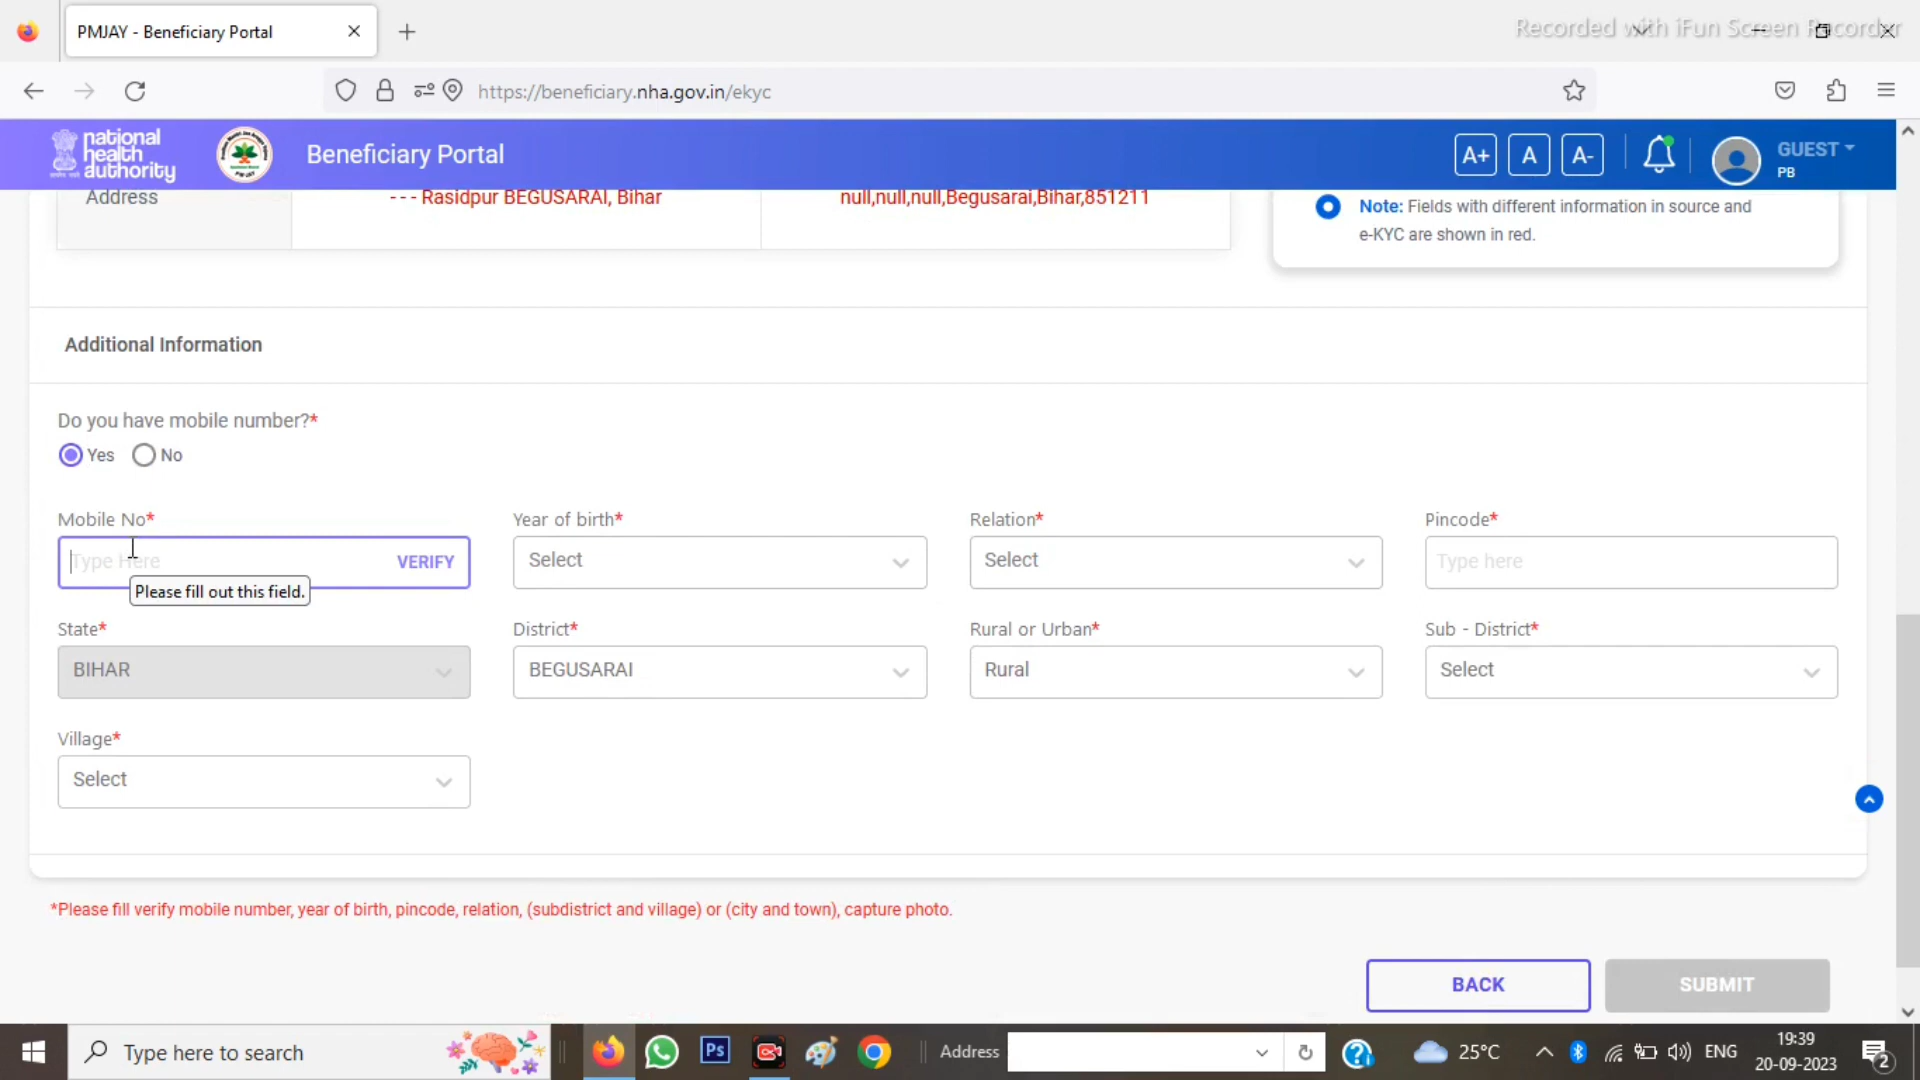 PMJAY - Beneficiary Portal
Recorded with iFun Screen Recorder
https://beneficiary.nha.gov.in/ekyc
national
health
authority
Beneficiary Portal
A+ A A-
GUEST
PB
Address
- - - Rasidpur BEGUSARAI, Bihar
null,null,null,Begusarai,Bihar,851211
Note: Fields with different information in source and
e-KYC are shown in red.
Additional Information
Do you have mobile number?*
Yes No
Mobile No* Year of birth* Relation* Pincode*
Type Here VERIFY Select Select Type here
Please fill out this field.
State* District* Rural or Urban* Sub - District*
BIHAR BEGUSARAI Rural Select
Village*
Select
*Please fill verify mobile number, year of birth, pincode, relation, (subdistrict and village) or (city and town), capture photo.
BACK SUBMIT
Type here to search
Ps
Address
25°C
ENG
19:39
20-09-2023
2